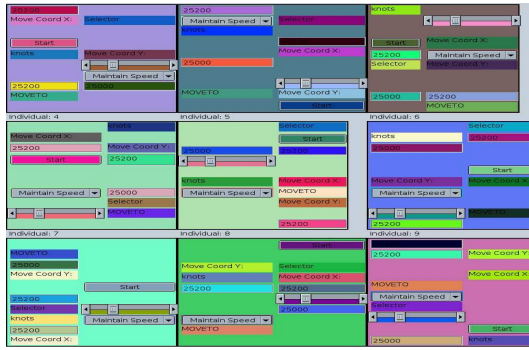 Move Coord X: Selector
Start
knots Move Coord Y:
Maintain Speed
25200 25000
MOVETO
25200
Maintain Speed Selector
knots
Move Coord X:
25000
MOVETO Move Coord Y:
Start
knots
Start Move Coord X:
25200 Maintain Speed
Selector Move Coord Y:
25000 25200
MOVETO
Individual: 4
Individual: 5
Individual: 6
knots
Move Coord X:
25200 Move Coord Y:
Start 25200
Maintain Speed 25000
Selector
MOVETO
Selector
Start
25000 25200
knots Move Coord X:
Maintain Speed MOVETO
Move Coord Y:
25200
Selector
knots 25200
25000
Start
Move Coord Y: Move Coord X:
Maintain Speed
MOVETO
25200
Individual: 7
Individual: 8
Individual: 9
MOVETO
25000
Move Coord Y:
Start
25200
Selector
knots Maintain Speed
25200
Move Coord X:
Start
Move Coord Y: Selector
knots Move Coord X:
25200 25200
25000
Maintain Speed
MOVETO
25200 Move Coord Y:
Move Coord X:
MOVETO
Maintain Speed
Selector
Start
25000 knots